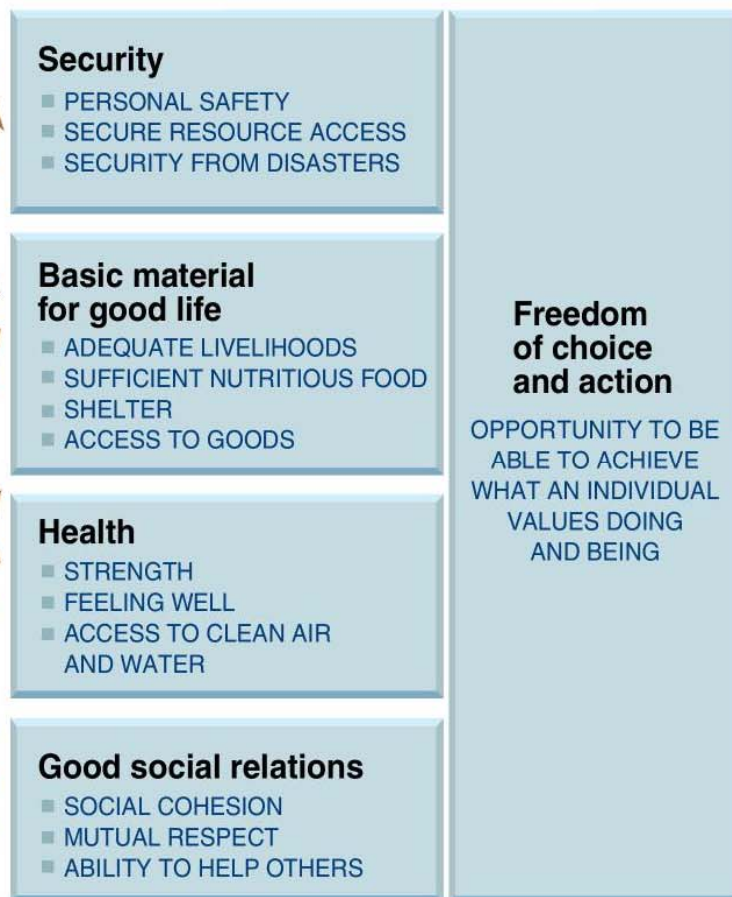 Security
PERSONAL SAFETY
SECURE RESOURCE ACCESS
SECURITY FROM DISASTERS
Basic material
for good life
ADEQUATE LIVELIHOODS
SUFFICIENT NUTRITIOUS FOOD
SHELTER
ACCESS TO GOODS
Health
STRENGTH
FEELING WELL
ACCESS TO CLEAN AIR
AND WATER
Good social relations
SOCIAL COHESION
MUTUAL RESPECT
ABILITY TO HELP OTHERS
Freedom
of choice
and action
OPPORTUNITY TO BE
ABLE TO ACHIEVE
WHAT AN INDIVIDUAL
VALUES DOING
AND BEING